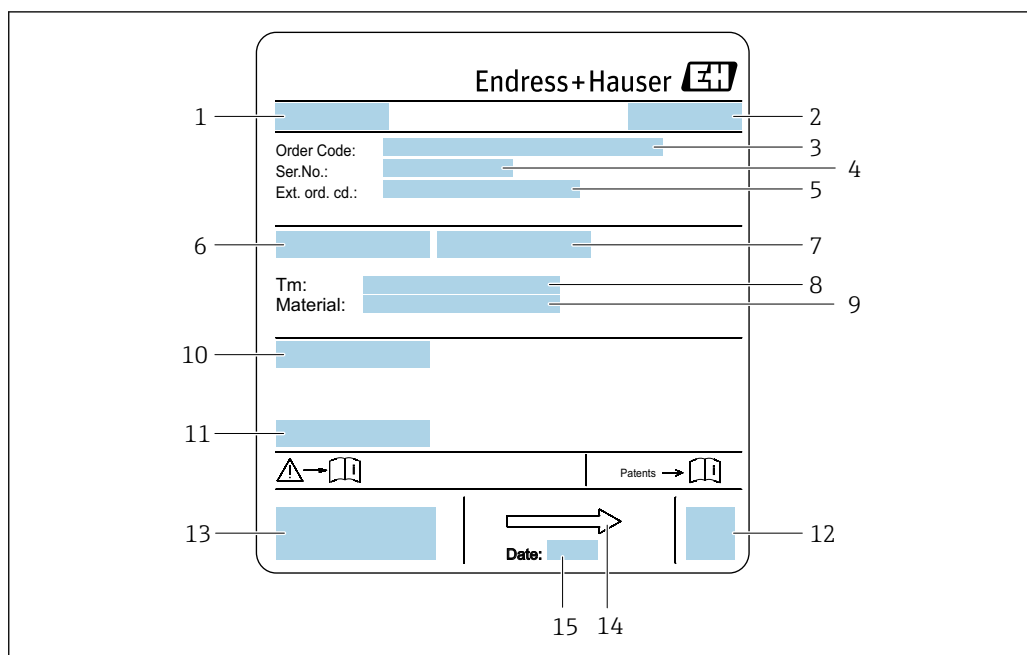 Endress+Hauser EH
1 2
Order Code: 3
Ser.No.: 4
Ext. ord. cd.: 5
6 7
Tm: 8
Material: 9
10
11
Patents
13 12
Date:
15 14